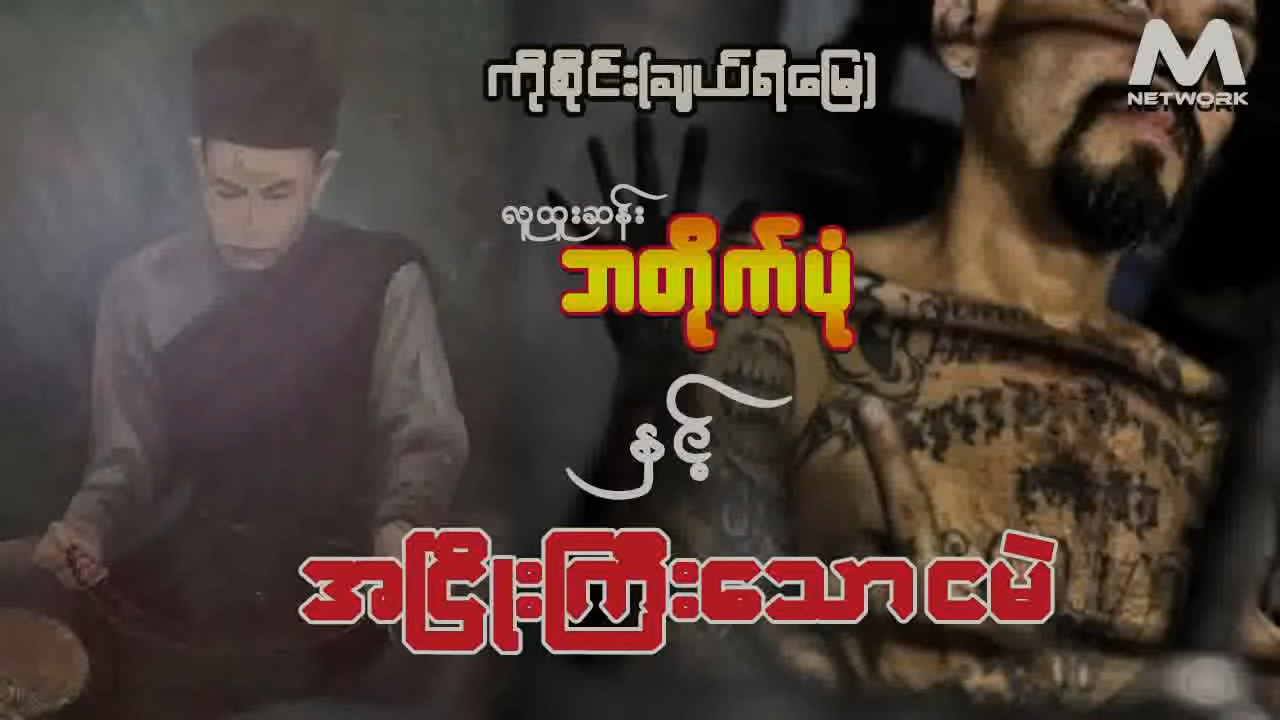 ကိုစိုင်း(ချယ်ရီမြေ)
M
NETWORK
လူထူးဆန်း
ဘတိုက်ပုံ
နှင့်
အငြိုးကြီးသောငမဲ